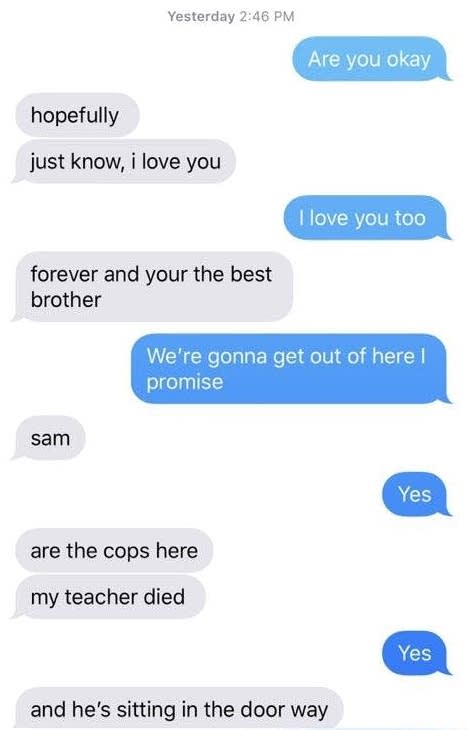 Yesterday 2:46 PM
Are you okay
hopefully
just know, i love you
I love you too
forever and your the best
brother
We're gonna get out of here I
promise
sam
Yes
are the cops here
my teacher died
Yes
and he's sitting in the door way